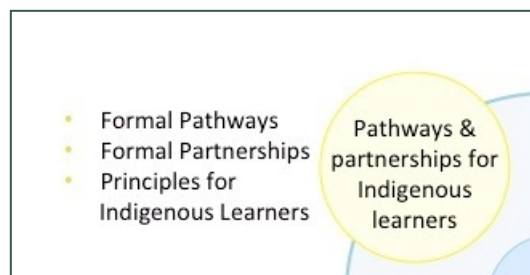 • Formal Pathways
• Formal Partnerships
• Principles for
Indigenous Learners
Pathways &
partnerships for
Indigenous
learners